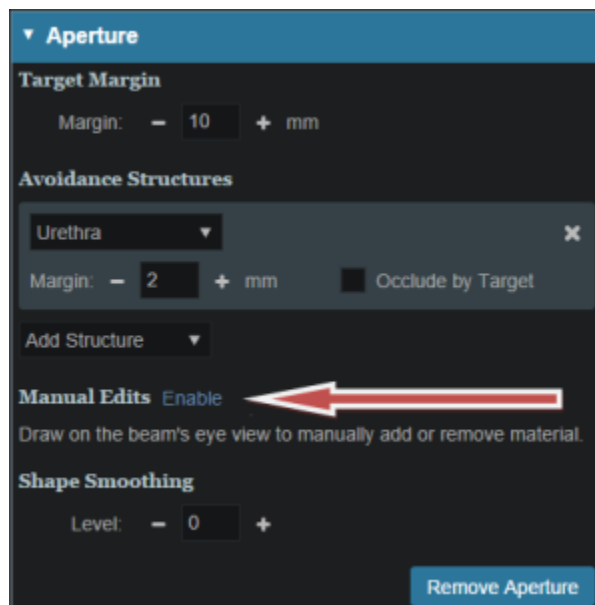 Aperture
Target Margin
Margin: − 10 + mm
Avoidance Structures
Urethra
Margin: − 2 + mm Occlude by Target
Add Structure
Manual Edits Enable
Draw on the beam's eye view to manually add or remove material.
Shape Smoothing
Level: − 0 +
Remove Aperture